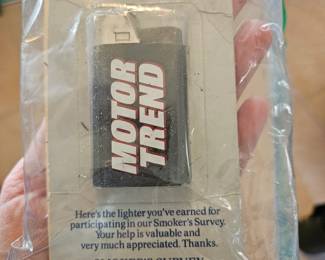 MOTOR
TREND
Here's the lighter you've earned for
participating in our Smoker's Survey.
Your help is valuable and
very much appreciated. Thanks.